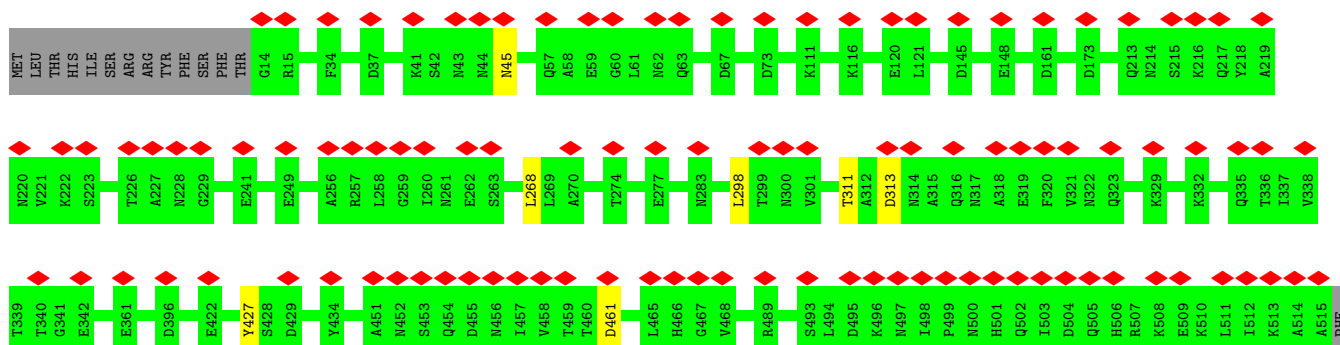 MET LEU THR HIS ILE SER ARG ARG TYR PHE SER PHE THR G14 R15 F34 D37 K41 S42 N43 N44 N45 Q57 A58 E59 G60 L61 N62 Q63 D67 D73 K111 K116 E120 L121 D145 E148 D161 D173 Q213 N214 S215 K216 Q217 Y218 A219
N220 V221 K222 S223 T226 A227 N228 G229 E241 E249 A256 R257 L258 G259 I260 N261 E262 S263 L268 L269 A270 T274 E277 N283 L298 T299 N300 V301 T311 A312 D313 N314 A315 Q316 N317 A318 E319 F320 V321 N322 Q323 K329 K332 Q335 T336 I337 V338
T339 T340 G341 E342 E361 D396 E422 Y427 S428 D429 Y434 A451 N452 S453 Q454 D455 N456 I457 V458 T459 T460 D461 L465 H466 G467 V468 R489 S493 L494 D495 K496 N497 I498 P499 N500 H501 Q502 I503 D504 Q505 H506 R507 K508 E509 K510 L511 I512 K513 A514 A515 PHE